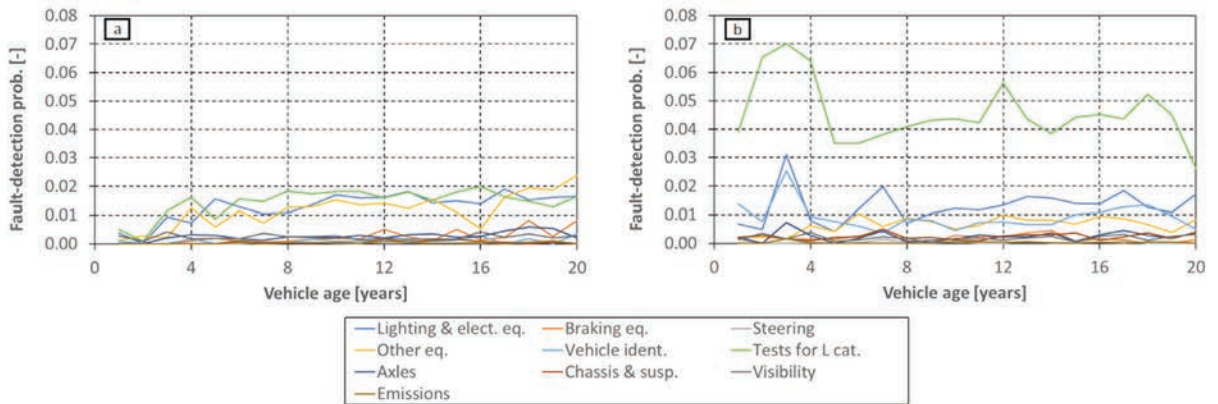 a
b
0.08
0.07
0.06
0.05
0.04
0.03
0.02
0.01
0.00
Fault-detection prob. [-]
0 4 8 12 16 20
Vehicle age [years]
0.08
0.07
0.06
0.05
0.04
0.03
0.02
0.01
0.00
Fault-detection prob. [-]
0 4 8 12 16 20
Vehicle age [years]
Lighting & elect. eq. Braking eq. Steering
Other eq. Vehicle ident. Tests for L cat.
Axles Chassis & susp. Visibility
Emissions